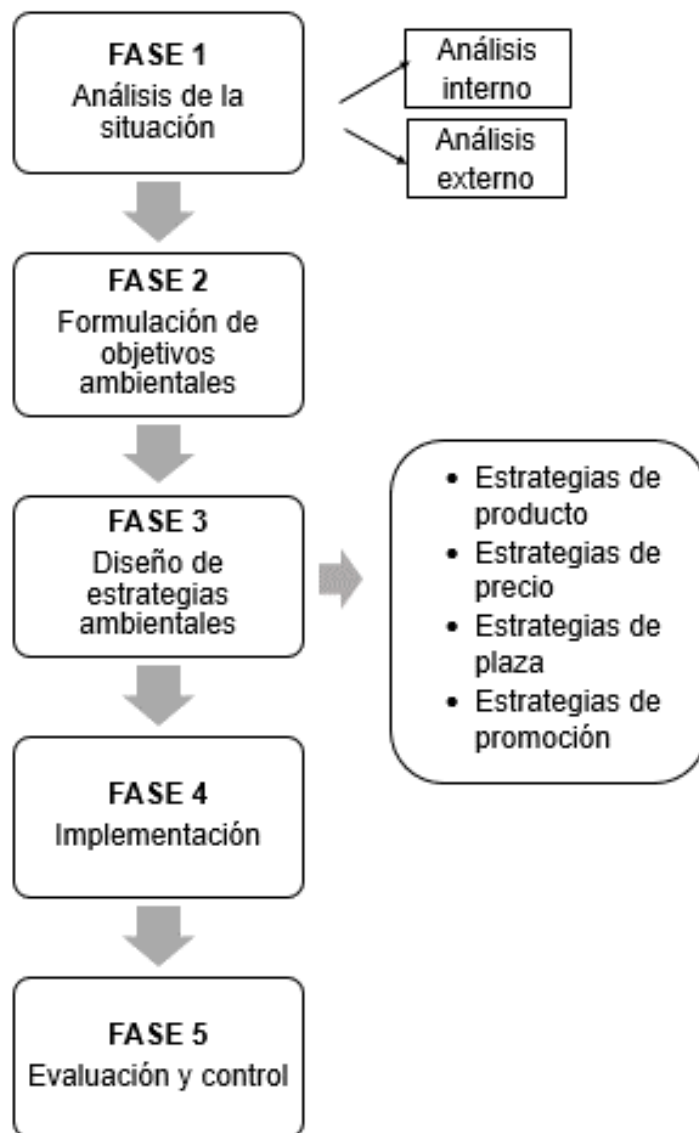 FASE 1
Análisis de la
situación
Análisis
interno
Análisis
externo
FASE 2
Formulación de
objetivos
ambientales
FASE 3
Diseño de
estrategias
ambientales
• Estrategias de
producto
• Estrategias de
precio
• Estrategias de
plaza
• Estrategias de
promoción
FASE 4
Implementación
FASE 5
Evaluación y control